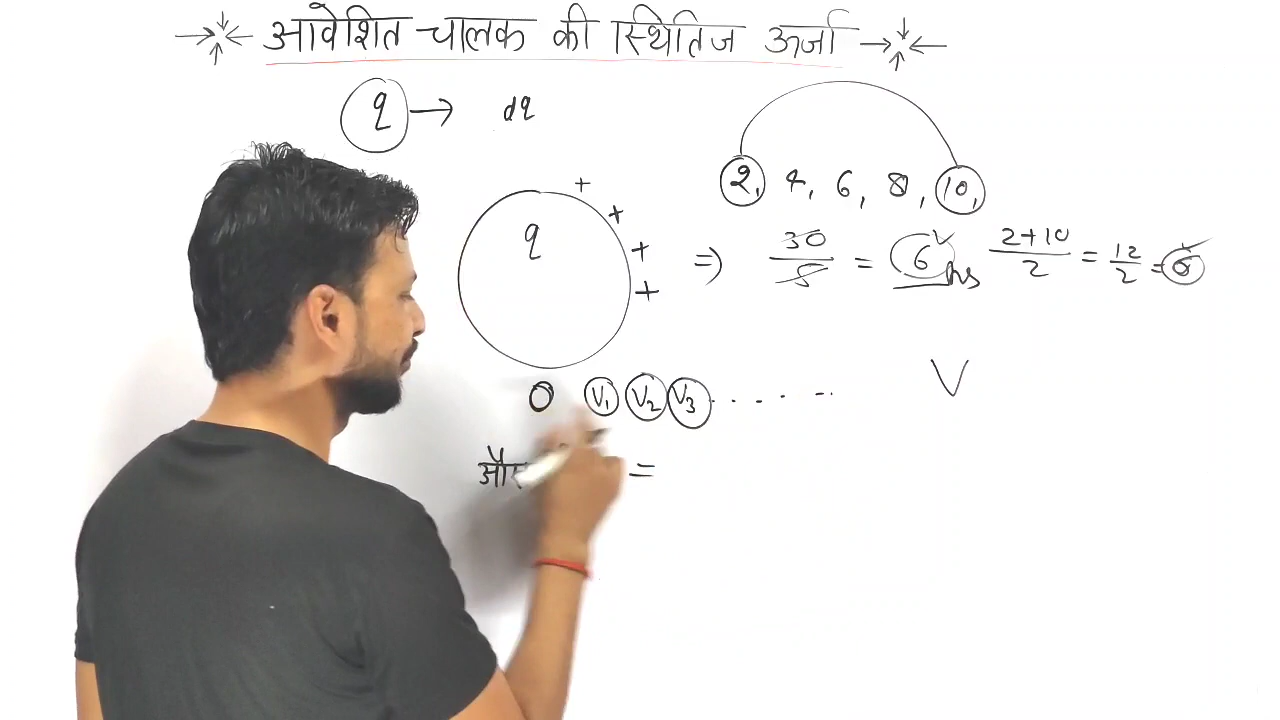 आवेशित चालक की स्थितिज ऊर्जा
q → dq
2, 4, 6, 8, 10,
q + + + +
⇒ 30/5 = 6 Ans 2+10/2 = 12/2 = 6
0 V1 V2 V3 ........ V
=